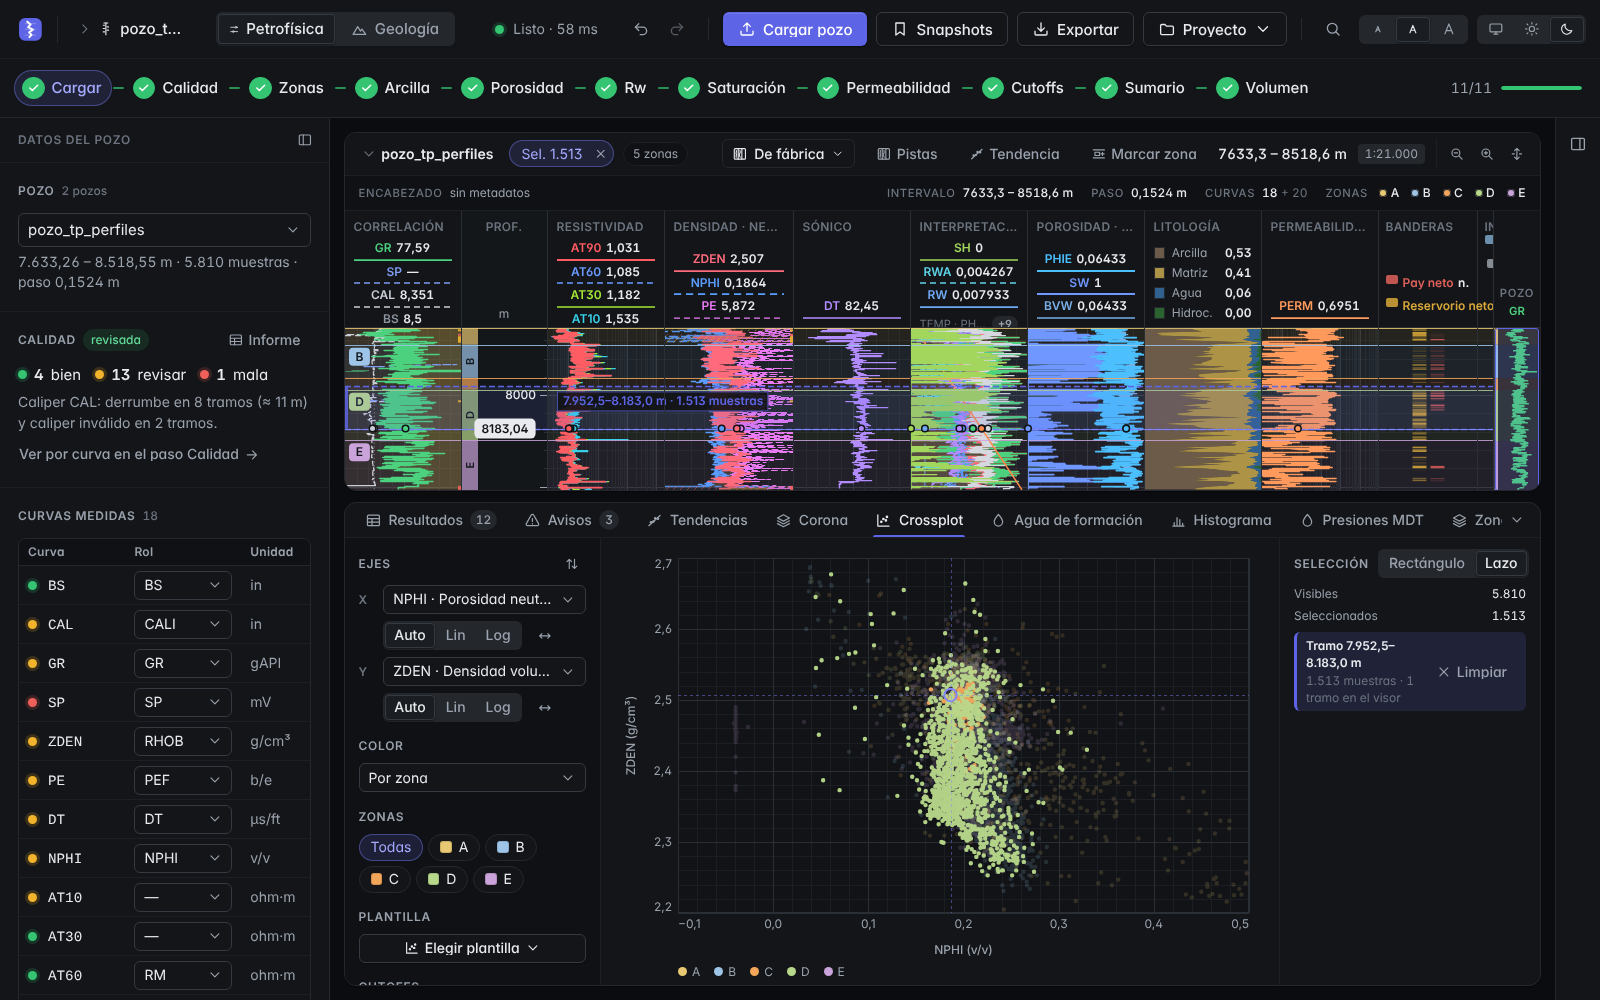 pozo_t...
Petrofísica
Geología
Listo · 58 ms
Cargar pozo
Snapshots
Exportar
Proyecto
A
A
A
Cargar
Calidad
Zonas
Arcilla
Porosidad
Rw
Saturación
Permeabilidad
Cutoffs
Sumario
Volumen
11/11
DATOS DEL POZO
POZO 2 pozos
pozo_tp_perfiles
7.633,26 – 8.518,55 m · 5.810 muestras ·
paso 0,1524 m
CALIDAD revisada
Informe
4 bien
13 revisar
1 mala
Caliper CAL: derrumbe en 8 tramos (≈ 11 m)
y caliper inválido en 2 tramos.
Ver por curva en el paso Calidad →
CURVAS MEDIDAS 18
Curva Rol Unidad
BS BS in
CAL CALI in
GR GR gAPI
SP SP mV
ZDEN RHOB g/cm³
PE PEF b/e
DT DT µs/ft
NPHI NPHI v/v
AT10 — ohm·m
AT30 — ohm·m
AT60 RM ohm·m
pozo_tp_perfiles
Sel. 1.513 ×
5 zonas
De fábrica
Pistas
Tendencia
Marcar zona
7633,3 – 8518,6 m
1:21.000
ENCABEZADO sin metadatos
INTERVALO 7633,3 – 8518,6 m
PASO 0,1524 m
CURVAS 18 + 20
ZONAS A B C D E
CORRELACIÓN
GR 77,59
SP —
CAL 8,351
BS 8,5
PROF.
m
RESISTIVIDAD
AT90 1,031
AT60 1,085
AT30 1,182
AT10 1,535
DENSIDAD · NE...
ZDEN 2,507
NPHI 0,1864
PE 5,872
SÓNICO
DT 82,45
INTERPRETAC...
SH 0
RWA 0,004267
RW 0,007933
TEMP · PH +9
POROSIDAD · ...
PHIE 0,06433
SW 1
BVW 0,06433
LITOLOGÍA
Arcilla 0,53
Matriz 0,41
Agua 0,06
Hidroc. 0,00
PERMEABILID...
PERM 0,6951
BANDERAS
Pay neto n.
Reservorio neto
IN
POZO
GR
B
B
D
D
E
E
8000
7.952,5–8.183,0 m · 1.513 muestras
8183,04
Resultados 12
Avisos 3
Tendencias
Corona
Crossplot
Agua de formación
Histograma
Presiones MDT
Zon
EJES
X NPHI · Porosidad neut...
Auto Lin Log
Y ZDEN · Densidad volu...
Auto Lin Log
COLOR
Por zona
ZONAS
Todas A B
C D E
PLANTILLA
Elegir plantilla
CUTOFFS
2,7
2,6
2,5
2,4
2,3
2,2
ZDEN (g/cm³)
−0,1 0,0 0,1 0,2 0,3 0,4 0,5
NPHI (v/v)
A B C D E
SELECCIÓN Rectángulo Lazo
Visibles 5.810
Seleccionados 1.513
Tramo 7.952,5–
8.183,0 m
1.513 muestras · 1
tramo en el visor
× Limpiar